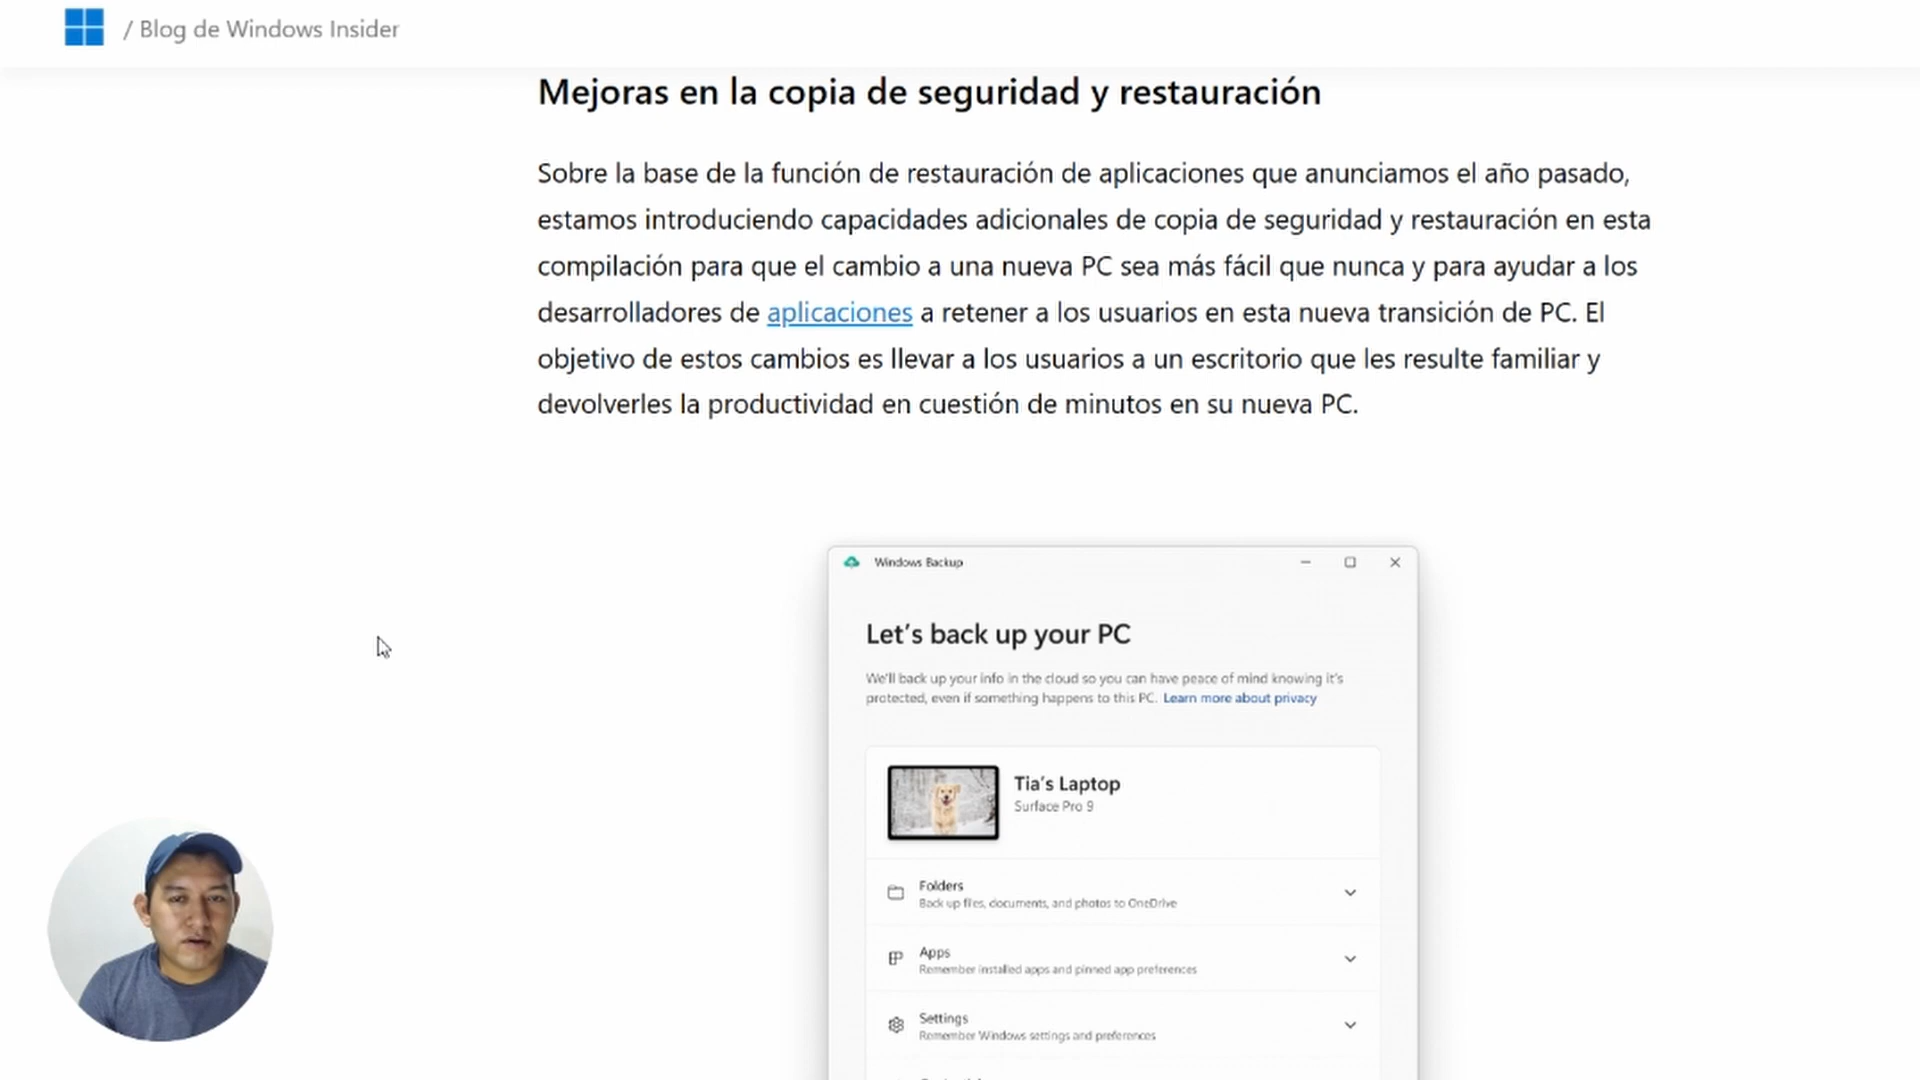 / Blog de Windows Insider
Mejoras en la copia de seguridad y restauración
Sobre la base de la función de restauración de aplicaciones que anunciamos el año pasado,
estamos introduciendo capacidades adicionales de copia de seguridad y restauración en esta
compilación para que el cambio a una nueva PC sea más fácil que nunca y para ayudar a los
desarrolladores de aplicaciones a retener a los usuarios en esta nueva transición de PC. El
objetivo de estos cambios es llevar a los usuarios a un escritorio que les resulte familiar y
devolverles la productividad en cuestión de minutos en su nueva PC.
Windows Backup
Let's back up your PC
We'll back up your info in the cloud so you can have peace of mind knowing it's
protected, even if something happens to this PC. Learn more about privacy
Tia's Laptop
Surface Pro 9
Folders
Back up files, documents, and photos to OneDrive
Apps
Remember installed apps and pinned app preferences
Settings
Remember Windows settings and preferences